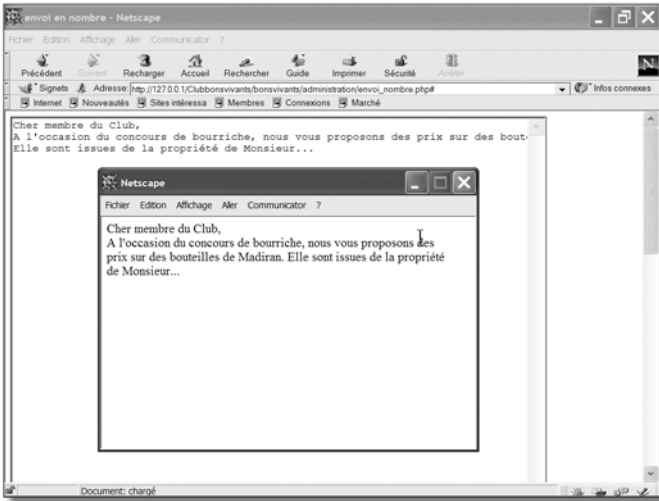 envoi en nombre - Netscape
Fichier Edition Affichage Aller Communicator ?
Précédent Suivant Recharger Accueil Rechercher Guide Imprimer Sécurité Arrêter
N
Signets Adresse: http://127.0.0.1/Clubbonsvivants/bonsvivants/administration/envoi_nombre.php# Infos connexes
Internet Nouveautés Sites intéressa Membres Connexions Marché
Cher membre du Club,
A l'occasion du concours de bourriche, nous vous proposons des prix sur des bout
Elle sont issues de la propriété de Monsieur...
Netscape
Fichier Edition Affichage Aller Communicator ?
Cher membre du Club,
A l'occasion du concours de bourriche, nous vous proposons des
prix sur des bouteilles de Madiran. Elle sont issues de la propriété
de Monsieur...
Document: chargé